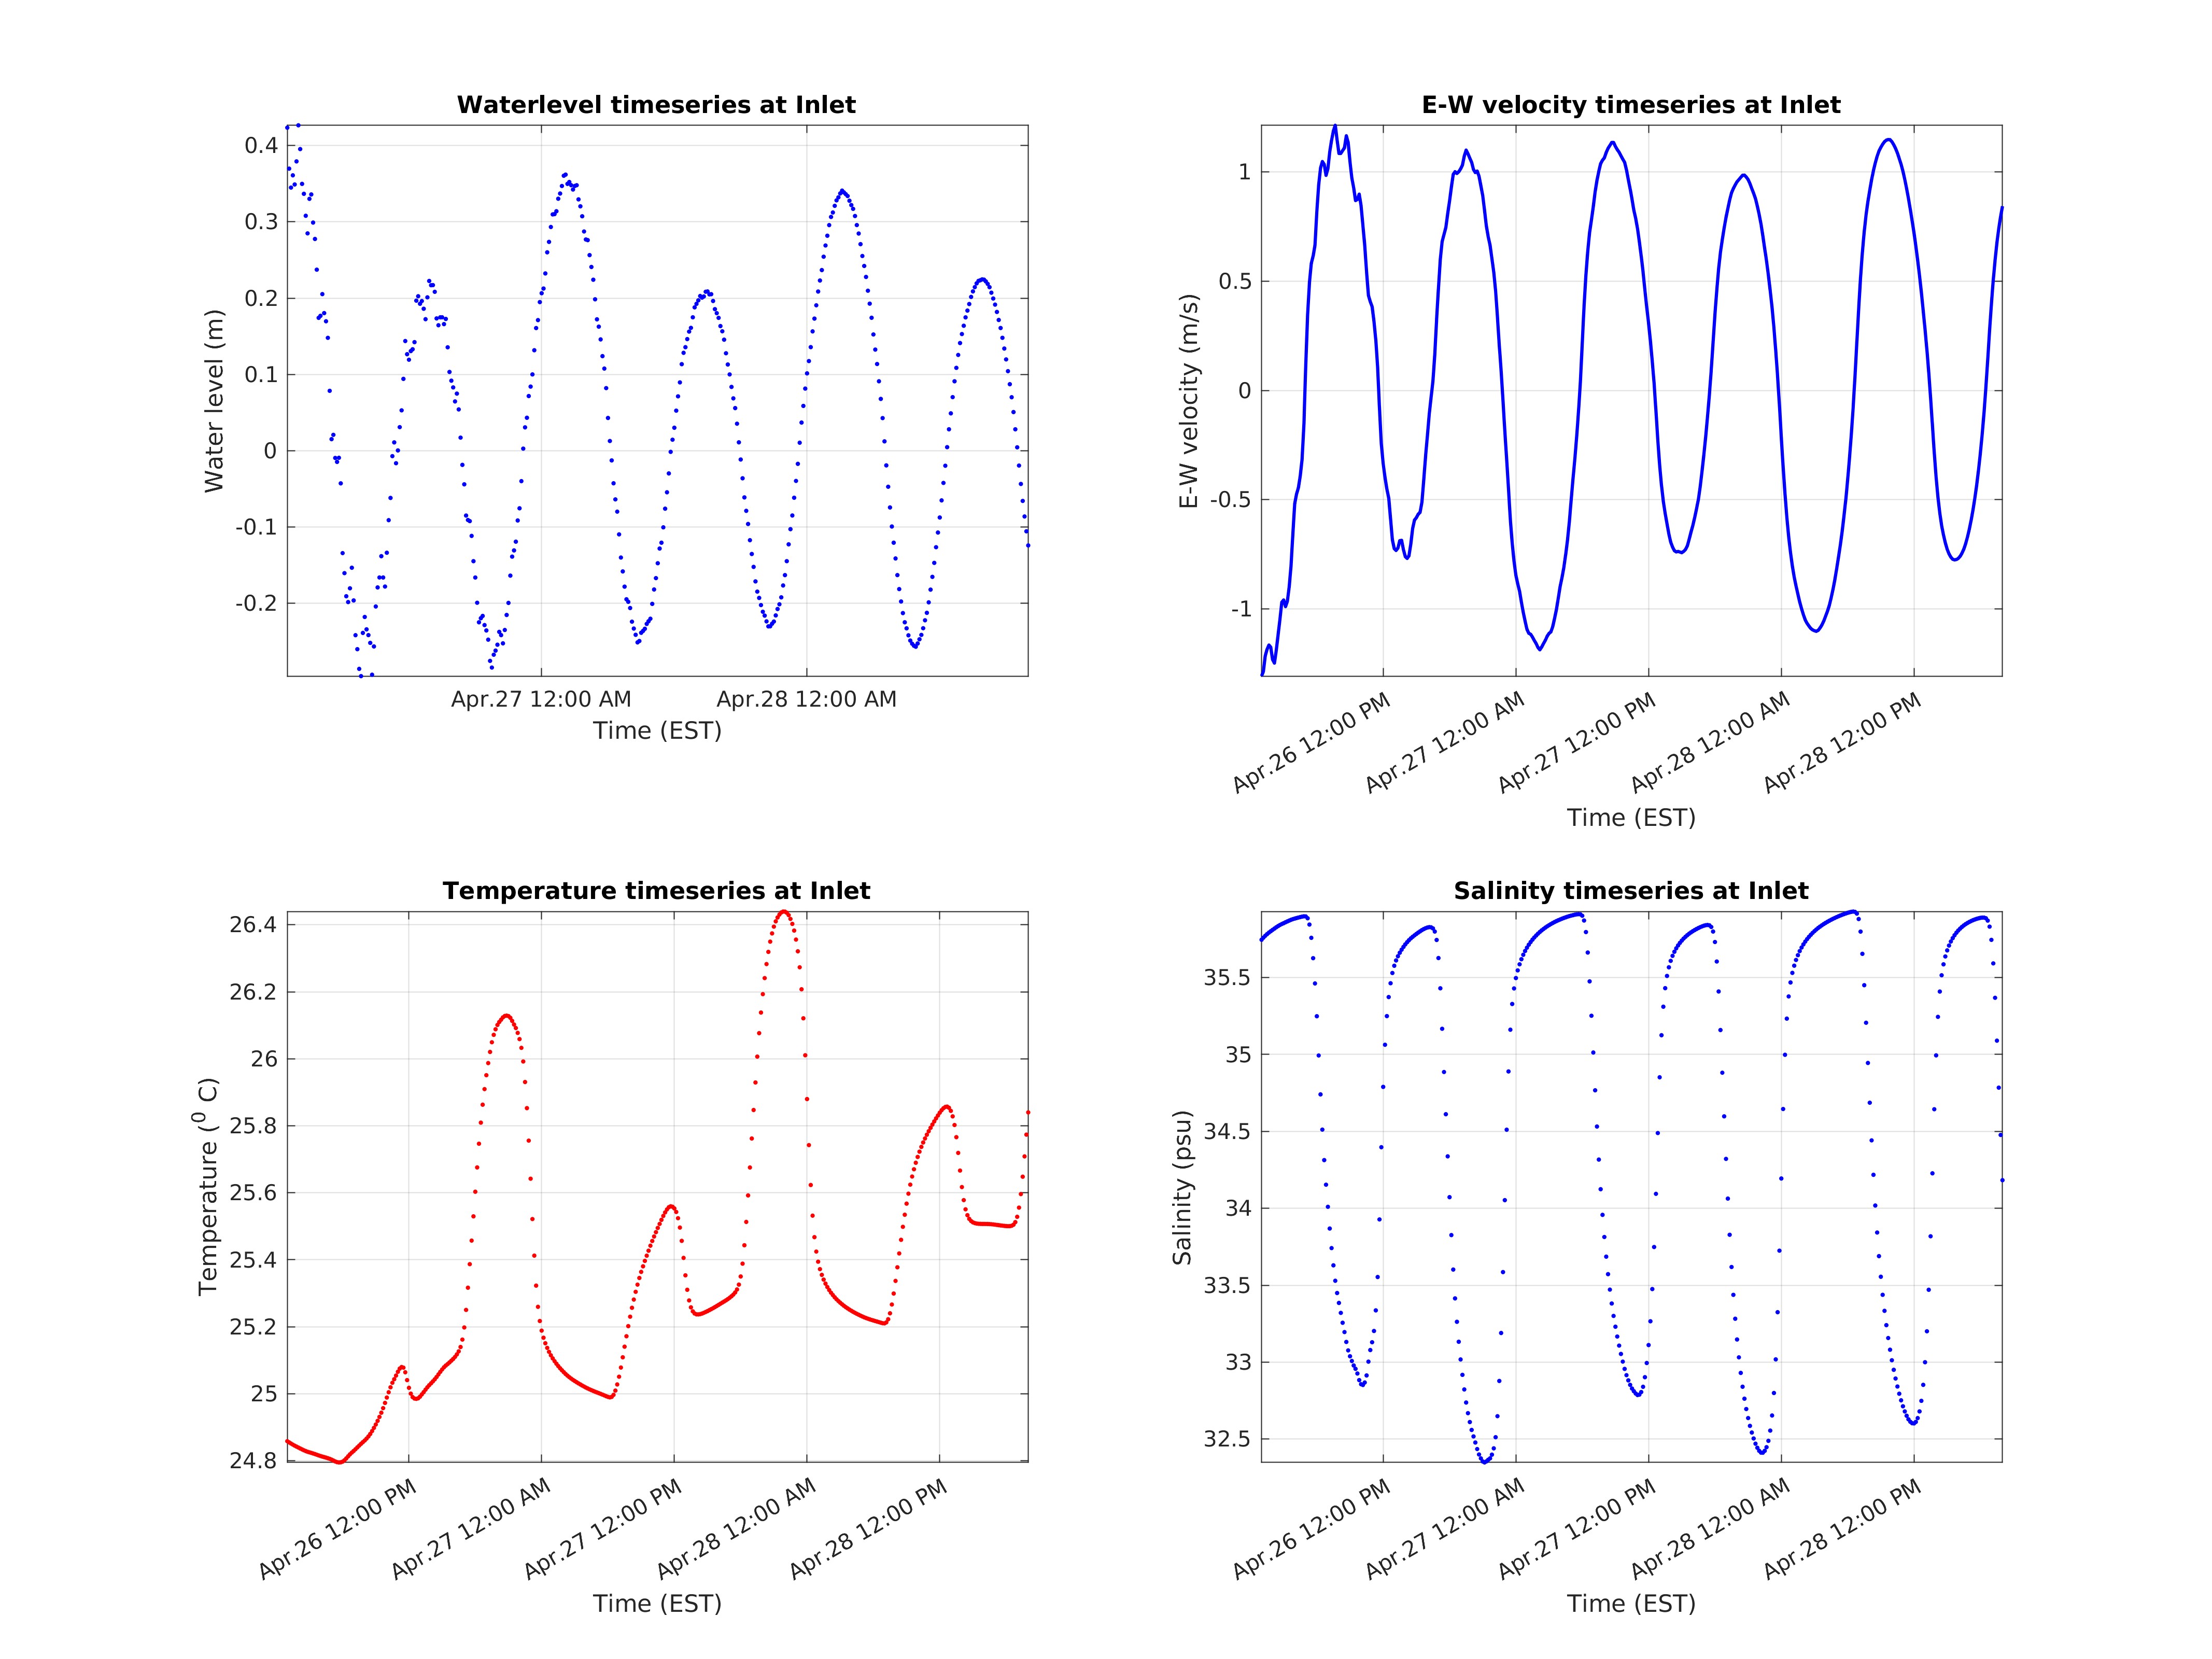 Waterlevel timeseries at Inlet
0.4
0.3
0.2
0.1
0
-0.1
-0.2
Water level (m)
Apr.27 12:00 AM
Apr.28 12:00 AM
Time (EST)
E-W velocity timeseries at Inlet
1
0.5
0
-0.5
-1
E-W velocity (m/s)
Apr.26 12:00 PM
Apr.27 12:00 AM
Apr.27 12:00 PM
Apr.28 12:00 AM
Apr.28 12:00 PM
Time (EST)
Temperature timeseries at Inlet
26.4
26.2
26
25.8
25.6
25.4
25.2
25
24.8
Temperature (⁰ C)
Apr.26 12:00 PM
Apr.27 12:00 AM
Apr.27 12:00 PM
Apr.28 12:00 AM
Apr.28 12:00 PM
Time (EST)
Salinity timeseries at Inlet
35.5
35
34.5
34
33.5
33
32.5
Salinity (psu)
Apr.26 12:00 PM
Apr.27 12:00 AM
Apr.27 12:00 PM
Apr.28 12:00 AM
Apr.28 12:00 PM
Time (EST)